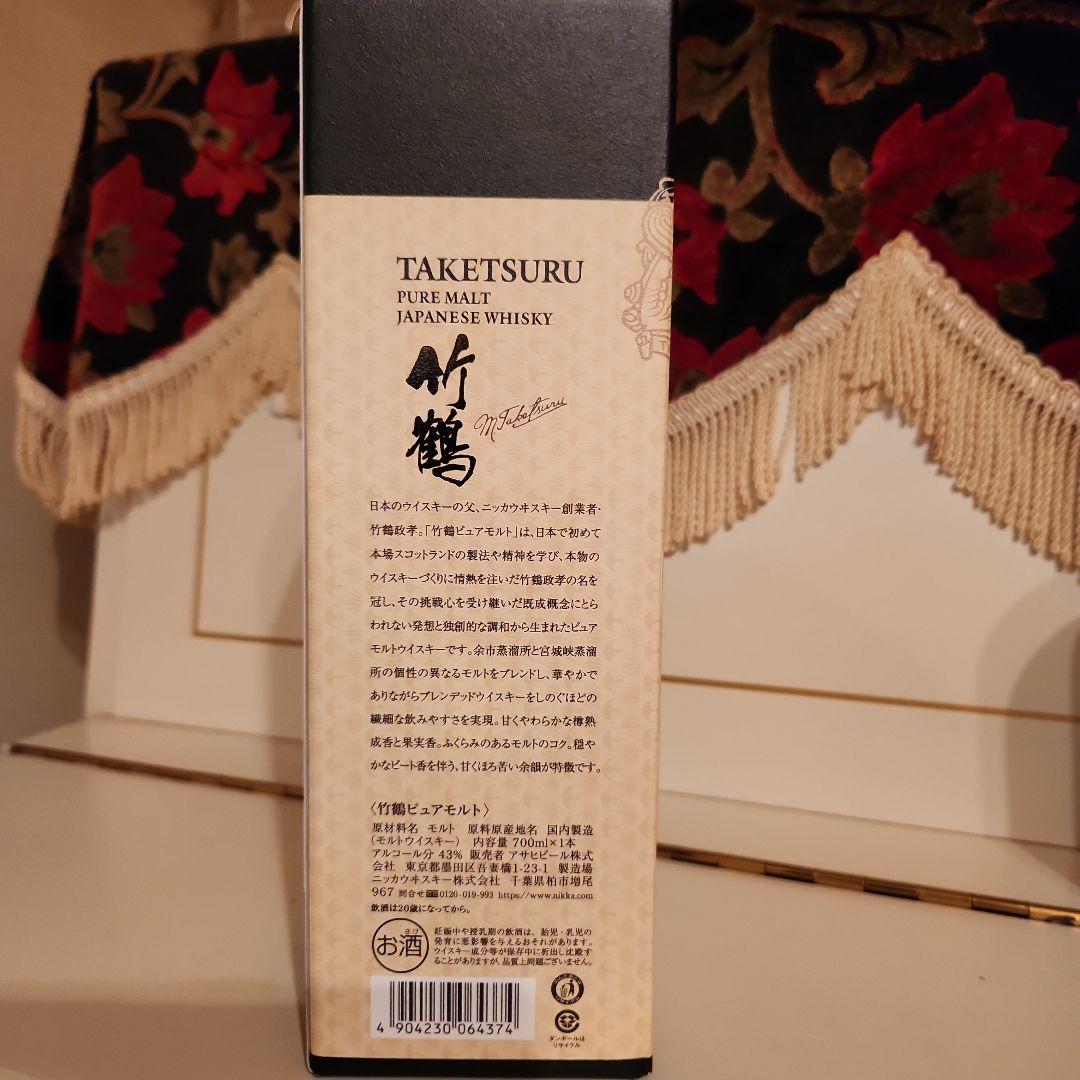 TAKETSURU
PURE MALT
JAPANESE WHISKY
竹鶴
M Taketsuru
日本のウイスキーの父、ニッカウヰスキー創業者・
竹鶴政孝。「竹鶴ピュアモルト」は、日本で初めて
本場スコットランドの製法や精神を学び、本物の
ウイスキーづくりに情熱を注いだ竹鶴政孝の名を
冠し、その挑戦心を受け継いだ既成概念にとら
われない発想と独創的な調和から生まれたピュア
モルトウイスキーです。余市蒸溜所と宮城峡蒸溜
所の個性の異なるモルトをブレンドし、華やかで
ありながらブレンデッドウイスキーをしのぐほどの
繊細な飲みやすさを実現。甘くやわらかな樽熟
成香と果実香。ふくらみのあるモルトのコク。穏や
かなピート香を伴う、甘くほろ苦い余韻が特徴です。
〈竹鶴ピュアモルト〉
原材料名 モルト 原料原産地名 国内製造
（モルトウイスキー） 内容量 700ml×1本
アルコール分 43% 販売者 アサヒビール株式
会社 東京都墨田区吾妻橋1-23-1 製造場
ニッカウヰスキー株式会社 千葉県柏市増尾
967 問合せ 0120-019-993 https://www.nikka.com
飲酒は20歳になってから。
さけ
お酒
妊娠中や授乳期の飲酒は、胎児・乳児の
発育に悪影響を与えるおそれがあります。
ウイスキー成分等が保存中に析出し沈殿す
ることがありますが、品質上問題ございません。
4 904230 064374
ダンボールは
リサイクル